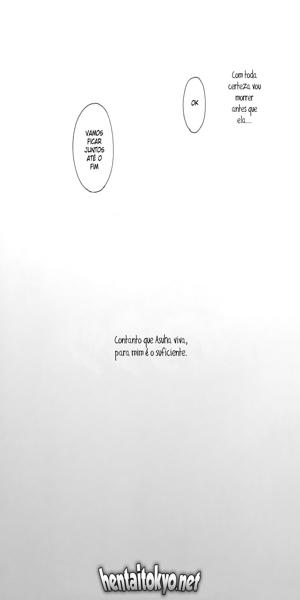 Com toda
certeza vou
morrer
antes que
ela....
OK
VAMOS
FICAR
JUNTOS
ATÉ O
FIM
Contanto que Asuna viva,
para mim é o suficiente.
hentaitokyo.net